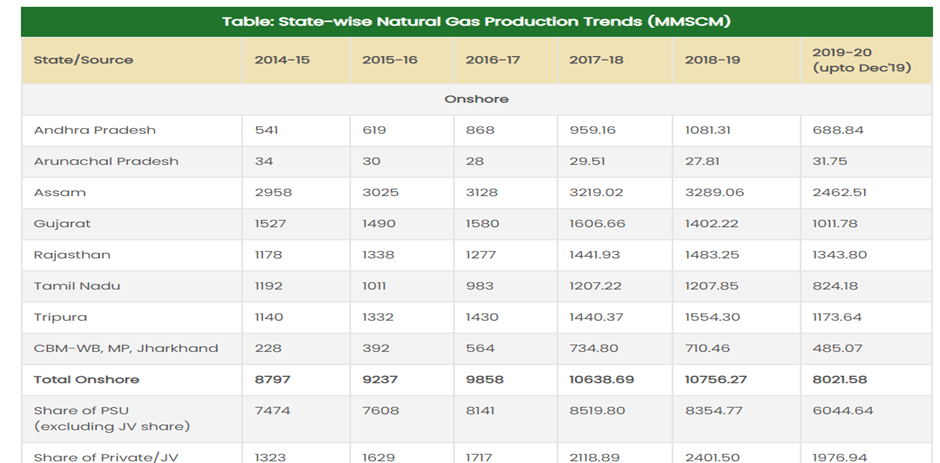 Table: State-wise Natural Gas Production Trends (MMSCM)
State/Source 2014-15 2015-16 2016-17 2017-18 2018-19 2019-20 (upto Dec'19)
Onshore
Andhra Pradesh 541 619 868 959.16 1081.31 688.84
Arunachal Pradesh 34 30 28 29.51 27.81 31.75
Assam 2958 3025 3128 3219.02 3289.06 2462.51
Gujarat 1527 1490 1580 1606.66 1402.22 1011.78
Rajasthan 1178 1338 1277 1441.93 1483.25 1343.80
Tamil Nadu 1192 1011 983 1207.22 1207.85 824.18
Tripura 1140 1332 1430 1440.37 1554.30 1173.64
CBM-WB, MP, Jharkhand 228 392 564 734.80 710.46 485.07
Total Onshore 8797 9237 9858 10638.69 10756.27 8021.58
Share of PSU (excluding JV share) 7474 7608 8141 8519.80 8354.77 6044.64
Share of Private/JV 1323 1629 1717 2118.89 2401.50 1976.94